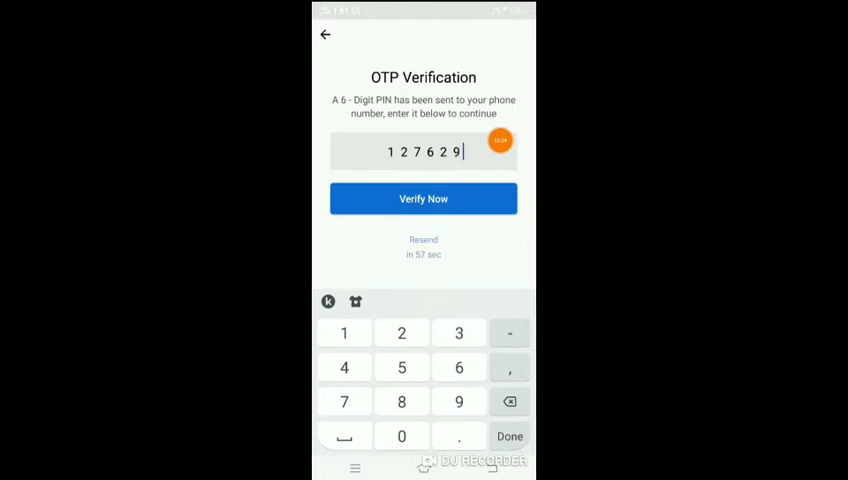 1:51
OTP Verification
A 6 - Digit PIN has been sent to your phone
number, enter it below to continue
1 2 7 6 2 9
Verify Now
Resend
in 57 sec
k
1 2 3 -
4 5 6 ,
7 8 9
0 . Done
DU RECORDER